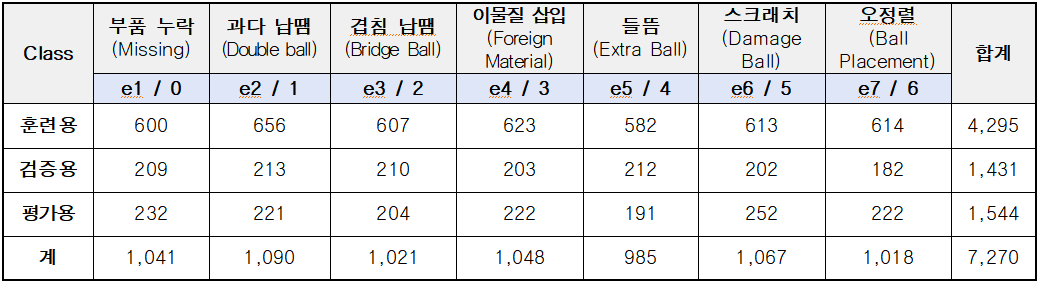 Class 부품 누락 (Missing) 과다 납땜 (Double ball) 겹침 납땜 (Bridge Ball) 이물질 삽입 (Foreign Material) 들뜸 (Extra Ball) 스크래치 (Damage Ball) 오정렬 (Ball Placement) 합계
e1 / 0 e2 / 1 e3 / 2 e4 / 3 e5 / 4 e6 / 5 e7 / 6
훈련용 600 656 607 623 582 613 614 4,295
검증용 209 213 210 203 212 202 182 1,431
평가용 232 221 204 222 191 252 222 1,544
계 1,041 1,090 1,021 1,048 985 1,067 1,018 7,270